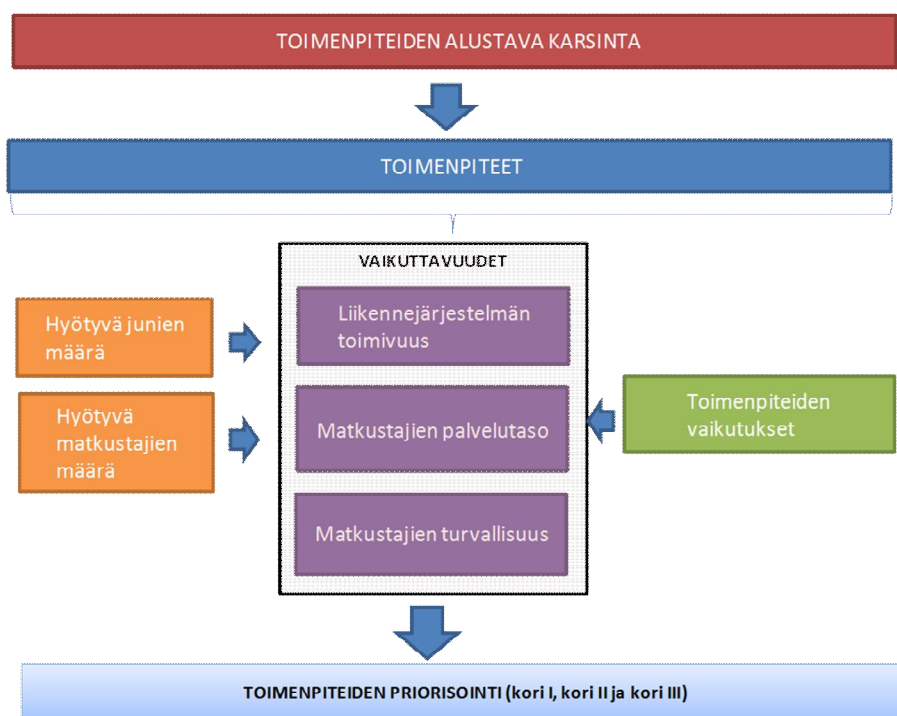 TOIMENPITEIDEN ALUSTAVA KARSINTA
TOIMENPITEET
VAIKUTTAVUUDET
Hyötyvä junien
määrä
Liikennejärjestelmän
toimivuus
Hyötyvä
matkustajien
määrä
Matkustajien palvelutaso
Toimenpiteiden
vaikutukset
Matkustajien turvallisuus
TOIMENPITEIDEN PRIORISOINTI (kori I, kori II ja kori III)